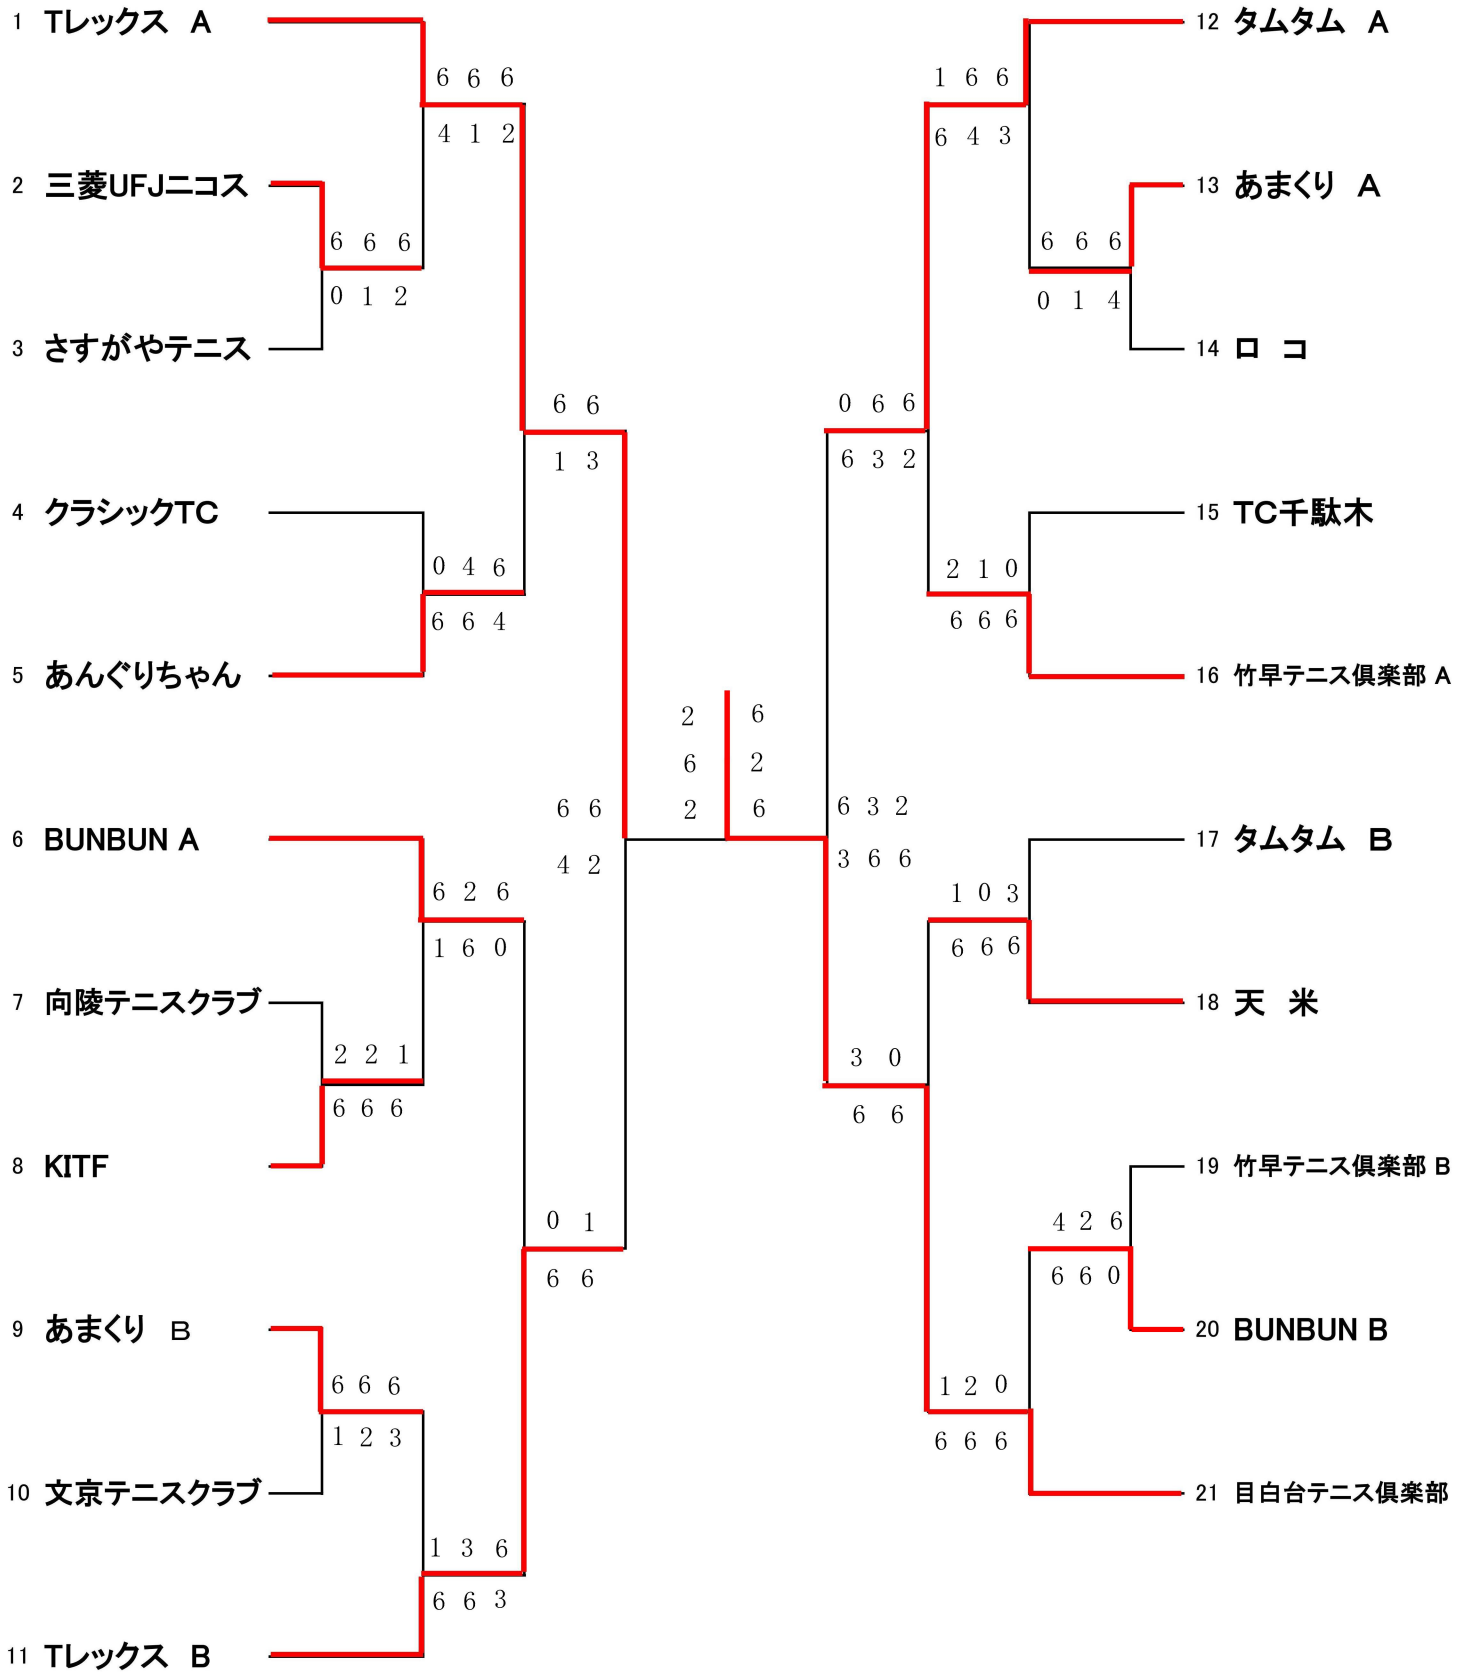 1 Tレックス A
6 6 6
4 1 2
2 三菱UFJニコス
6 6 6
0 1 2
3 さすがやテニス
6 6
1 3
4 クラシックTC
0 4 6
6 6 4
5 あんぐりちゃん
6 6
4 2
6 BUNBUN A
6 2 6
1 6 0
7 向陵テニスクラブ
2 2 1
6 6 6
8 KITF
0 1
6 6
9 あまくり B
6 6 6
1 2 3
10 文京テニスクラブ
1 3 6
6 6 3
11 Tレックス B
2 6
6 2
2 6
12 タムタム A
1 6 6
6 4 3
13 あまくり A
6 6 6
0 1 4
14 ロ コ
0 6 6
6 3 2
15 TC千駄木
2 1 0
6 6 6
16 竹早テニス倶楽部 A
6 3 2
3 6 6
17 タムタム B
1 0 3
6 6 6
18 天 米
3 0
6 6
19 竹早テニス倶楽部 B
4 2 6
6 6 0
20 BUNBUN B
1 2 0
6 6 6
21 目白台テニス倶楽部